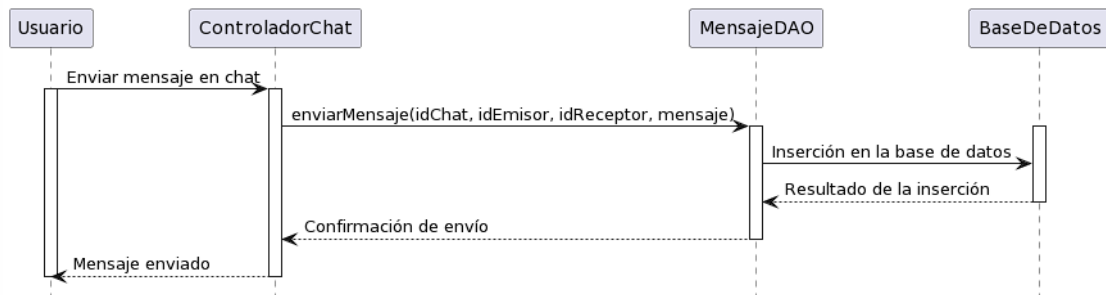 Usuario
ControladorChat
MensajeDAO
BaseDeDatos
Enviar mensaje en chat
enviarMensaje(idChat, idEmisor, idReceptor, mensaje)
Inserción en la base de datos
Resultado de la inserción
Confirmación de envío
Mensaje enviado